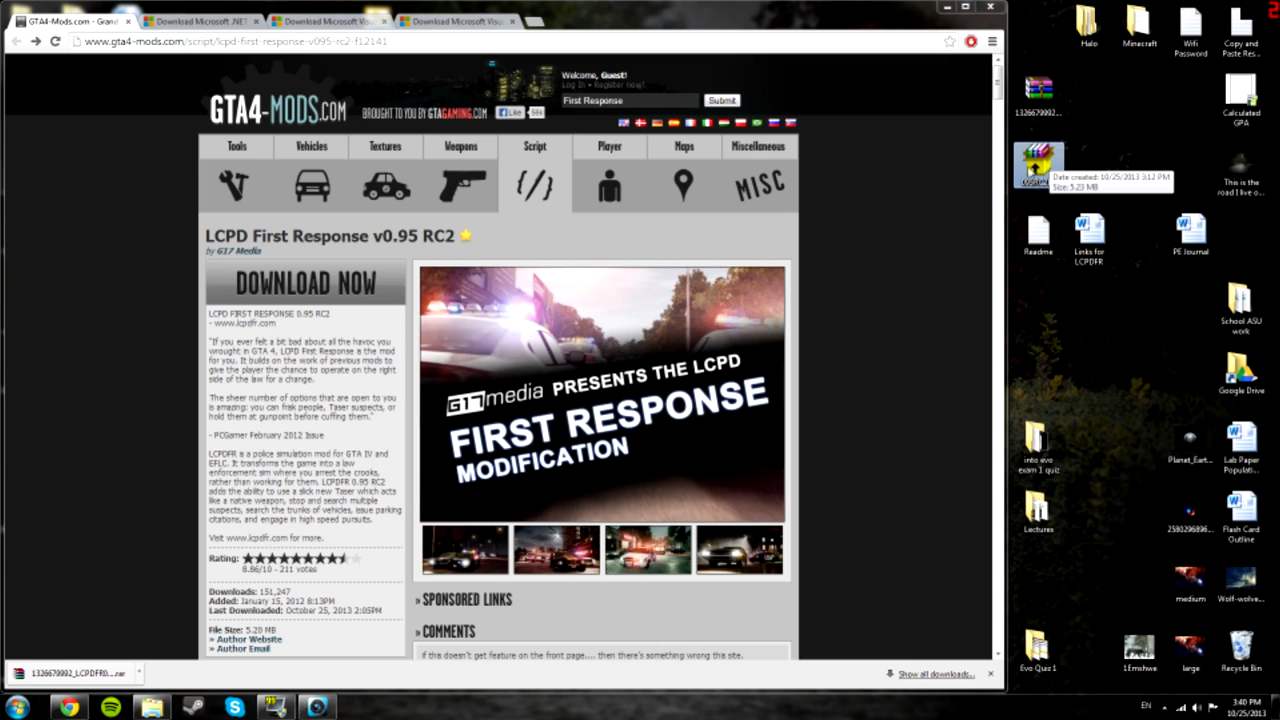 GTA4-Mods.com - Grand
Download Microsoft .NET
Download Microsoft Visu
Download Microsoft Visu
www.gta4-mods.com/script/lcpd-first-response-v095-rc2-f12141
GTA4-MODS.COM
BROUGHT TO YOU BY GTAGAMING.COM
Like
56k
Welcome, Guest!
Log In • Register now!
First Response
Submit
Tools
Vehicles
Textures
Weapons
Script
Player
Maps
Miscellaneous
MISC
LCPD First Response v0.95 RC2
by G17 Media
DOWNLOAD NOW
LCPD FIRST RESPONSE 0.95 RC2
- www.lcpdfr.com
"If you ever felt a bit bad about all the havoc you
wrought in GTA 4, LCPD First Response is the mod
for you. It builds on the work of previous mods to
give the player the chance to operate on the right
side of the law for a change.
The sheer number of options that are open to you
is amazing: you can frisk people, Taser suspects, or
hold them at gunpoint before cuffing them."
- PCGamer February 2012 Issue
LCPDFR is a police simulation mod for GTA IV and
EFLC. It transforms the game into a law
enforcement sim where you arrest the crooks,
rather than working for them. LCPDFR 0.95 RC2
adds the ability to use a slick new Taser which acts
like a native weapon, stop and search multiple
suspects, search the trunks of vehicles, issue parking
citations, and engage in high speed pursuits.
Visit www.lcpdfr.com for more.
Rating:
8.86/10 - 211 votes
Downloads: 151,247
Added: January 15, 2012 8:13PM
Last Downloaded: October 25, 2013 2:05PM
File Size: 5.20 MB
» Author Website
» Author Email
G17media PRESENTS THE LCPD
FIRST RESPONSE
MODIFICATION
» SPONSORED LINKS
» COMMENTS
if this doesn't get feature on the front page.... then there's something wrong this site.
1326679992_LCPDFR0....rar
Show all downloads...
Halo
Minecraft
Wifi
Password
Copy and
Paste Res...
1326679992...
Calculated
GPA
Date created: 10/25/2013 3:12 PM
Size: 5.23 MB
This is the
road I live o...
Readme
Links for
LCPDFR
PE Journal
School ASU
work
Google Drive
into evo
exam 1 quiz
Planet_Eart...
Lab Paper
Populati...
Lectures
2580296896...
Flash Card
Outline
medium
Wolf-wolve...
Evo Quiz 1
1Emshwe
large
Recycle Bin
EN
3:40 PM
10/25/2013